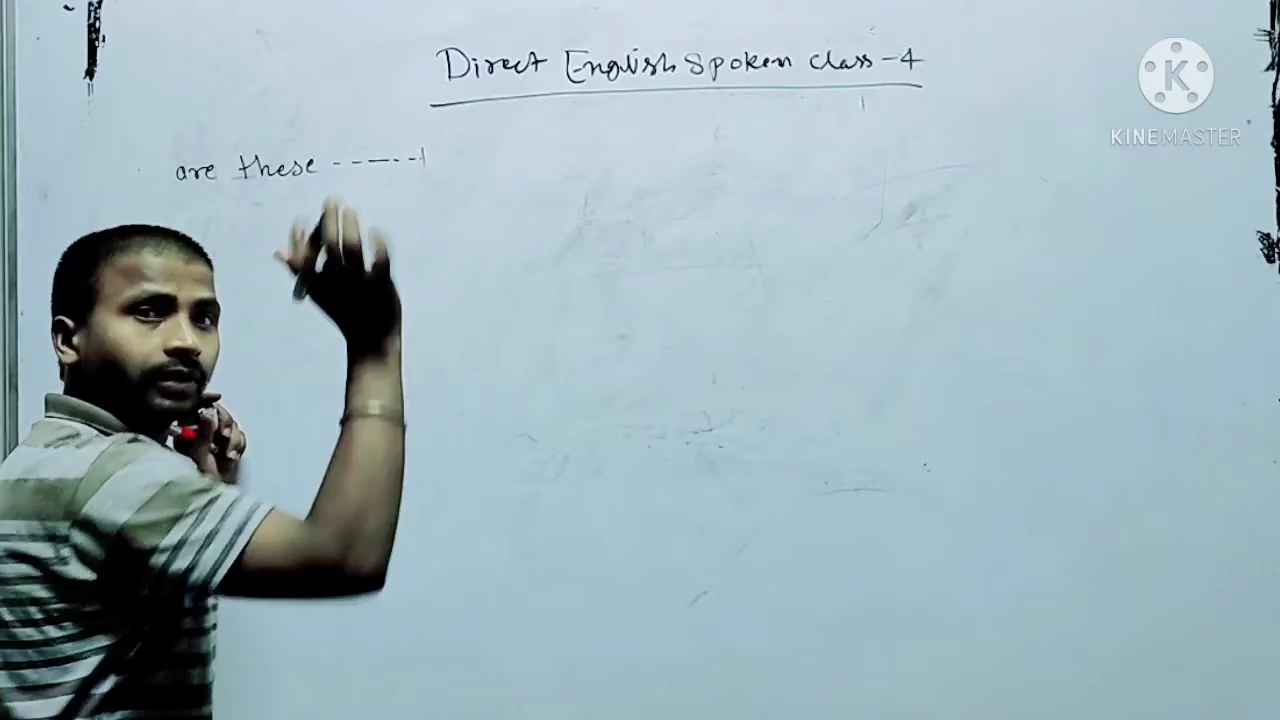 Direct English Spoken class-4
are these ------
KINEMASTER